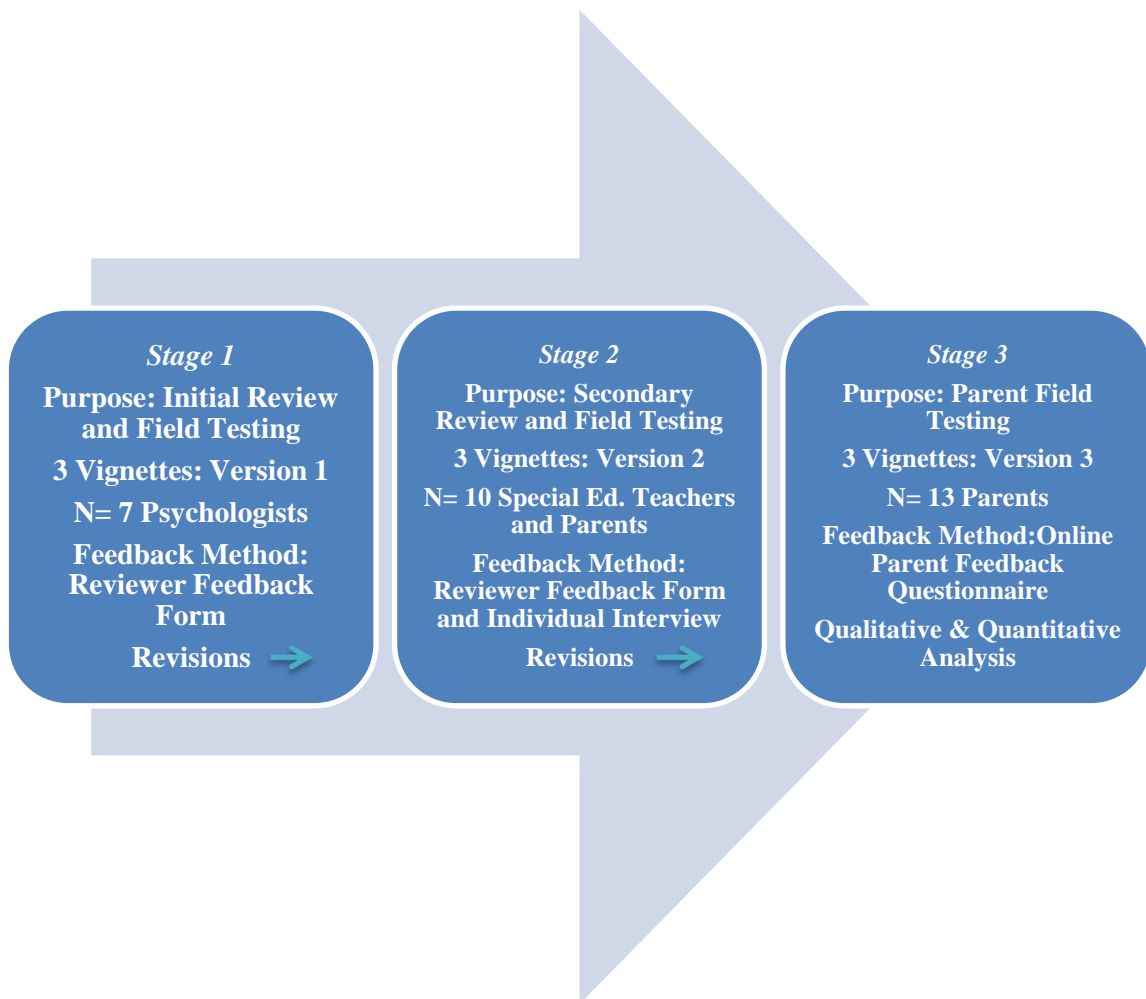 Stage 1
Purpose: Initial Review
and Field Testing
3 Vignettes: Version 1
N= 7 Psychologists
Feedback Method:
Reviewer Feedback
Form
Revisions
Stage 2
Purpose: Secondary
Review and Field Testing
3 Vignettes: Version 2
N= 10 Special Ed. Teachers
and Parents
Feedback Method:
Reviewer Feedback Form
and Individual Interview
Revisions
Stage 3
Purpose: Parent Field
Testing
3 Vignettes: Version 3
N= 13 Parents
Feedback Method:Online
Parent Feedback
Questionnaire
Qualitative & Quantitative
Analysis